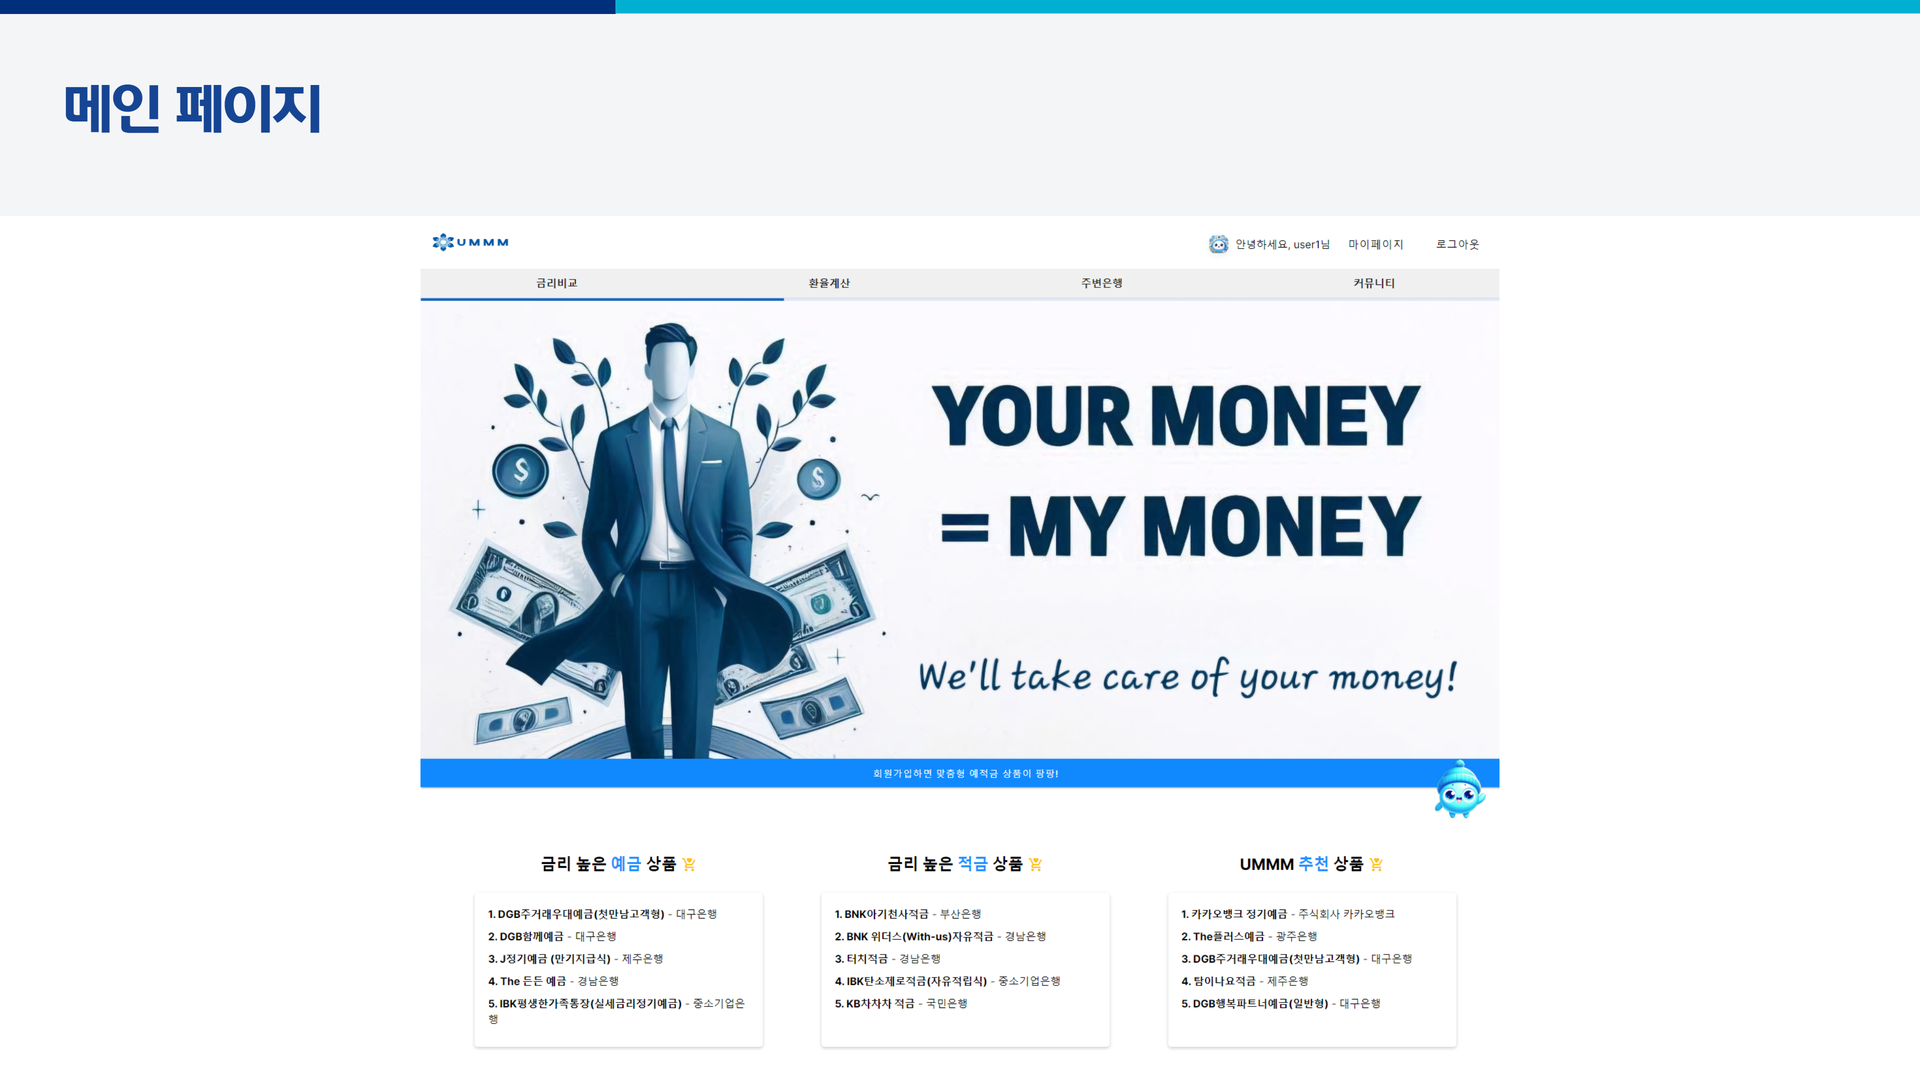 메인 페이지
UMMM
안녕하세요, user1님 마이페이지 로그아웃
금리비교 환율계산 주변은행 커뮤니티
YOUR MONEY
= MY MONEY
We'll take care of your money!
회원가입하면 맞춤형 예적금 상품이 팡팡!
금리 높은 예금 상품
1. DGB주거래우대예금(첫만남고객형) - 대구은행
2. DGB함께예금 - 대구은행
3. J정기예금 (만기지급식) - 제주은행
4. The 든든 예금 - 경남은행
5. IBK평생한가족통장(실세금리정기예금) - 중소기업은
행
금리 높은 적금 상품
1. BNK아기천사적금 - 부산은행
2. BNK 위더스(With-us)자유적금 - 경남은행
3. 터치적금 - 경남은행
4. IBK탄소제로적금(자유적립식) - 중소기업은행
5. KB차차차 적금 - 국민은행
UMMM 추천 상품
1. 카카오뱅크 정기예금 - 주식회사 카카오뱅크
2. The플러스예금 - 광주은행
3. DGB주거래우대예금(첫만남고객형) - 대구은행
4. 탐이나요적금 - 제주은행
5. DGB행복파트너예금(일반형) - 대구은행